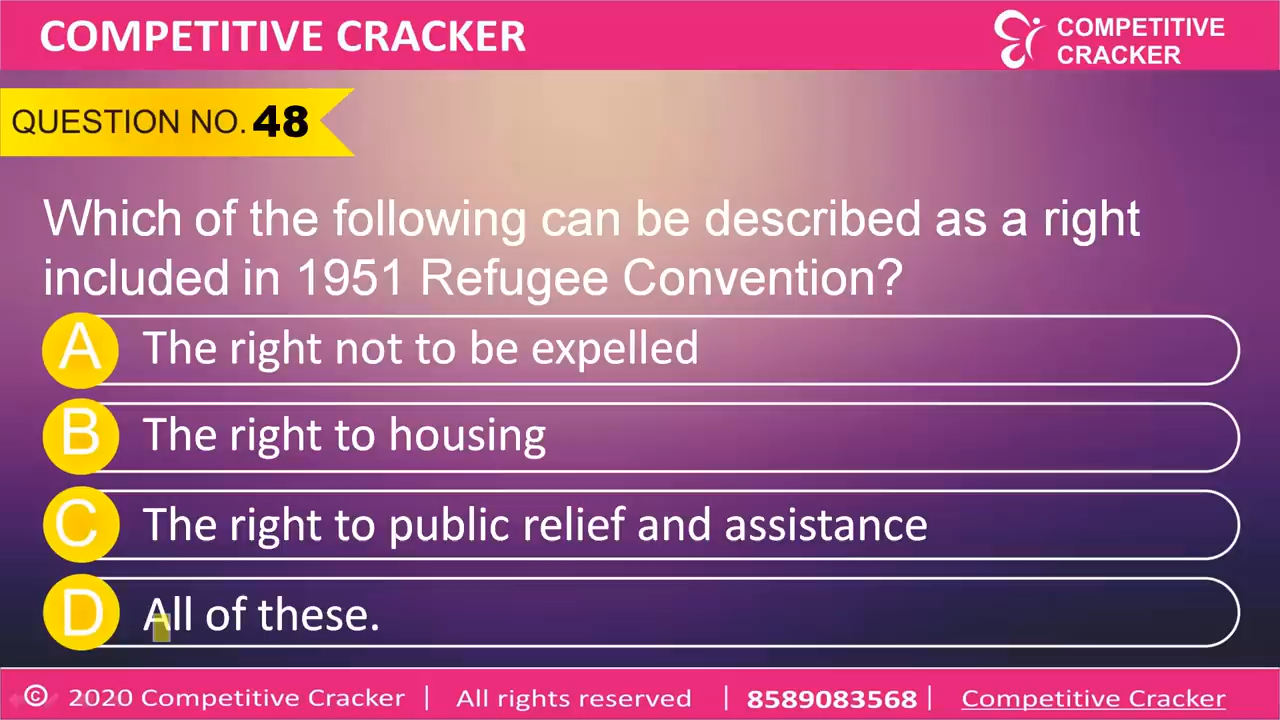 COMPETITIVE CRACKER
COMPETITIVE
CRACKER
QUESTION NO. 48
Which of the following can be described as a right
included in 1951 Refugee Convention?
A The right not to be expelled
B The right to housing
C The right to public relief and assistance
D All of these.
© 2020 Competitive Cracker | All rights reserved | 8589083568 | Competitive Cracker